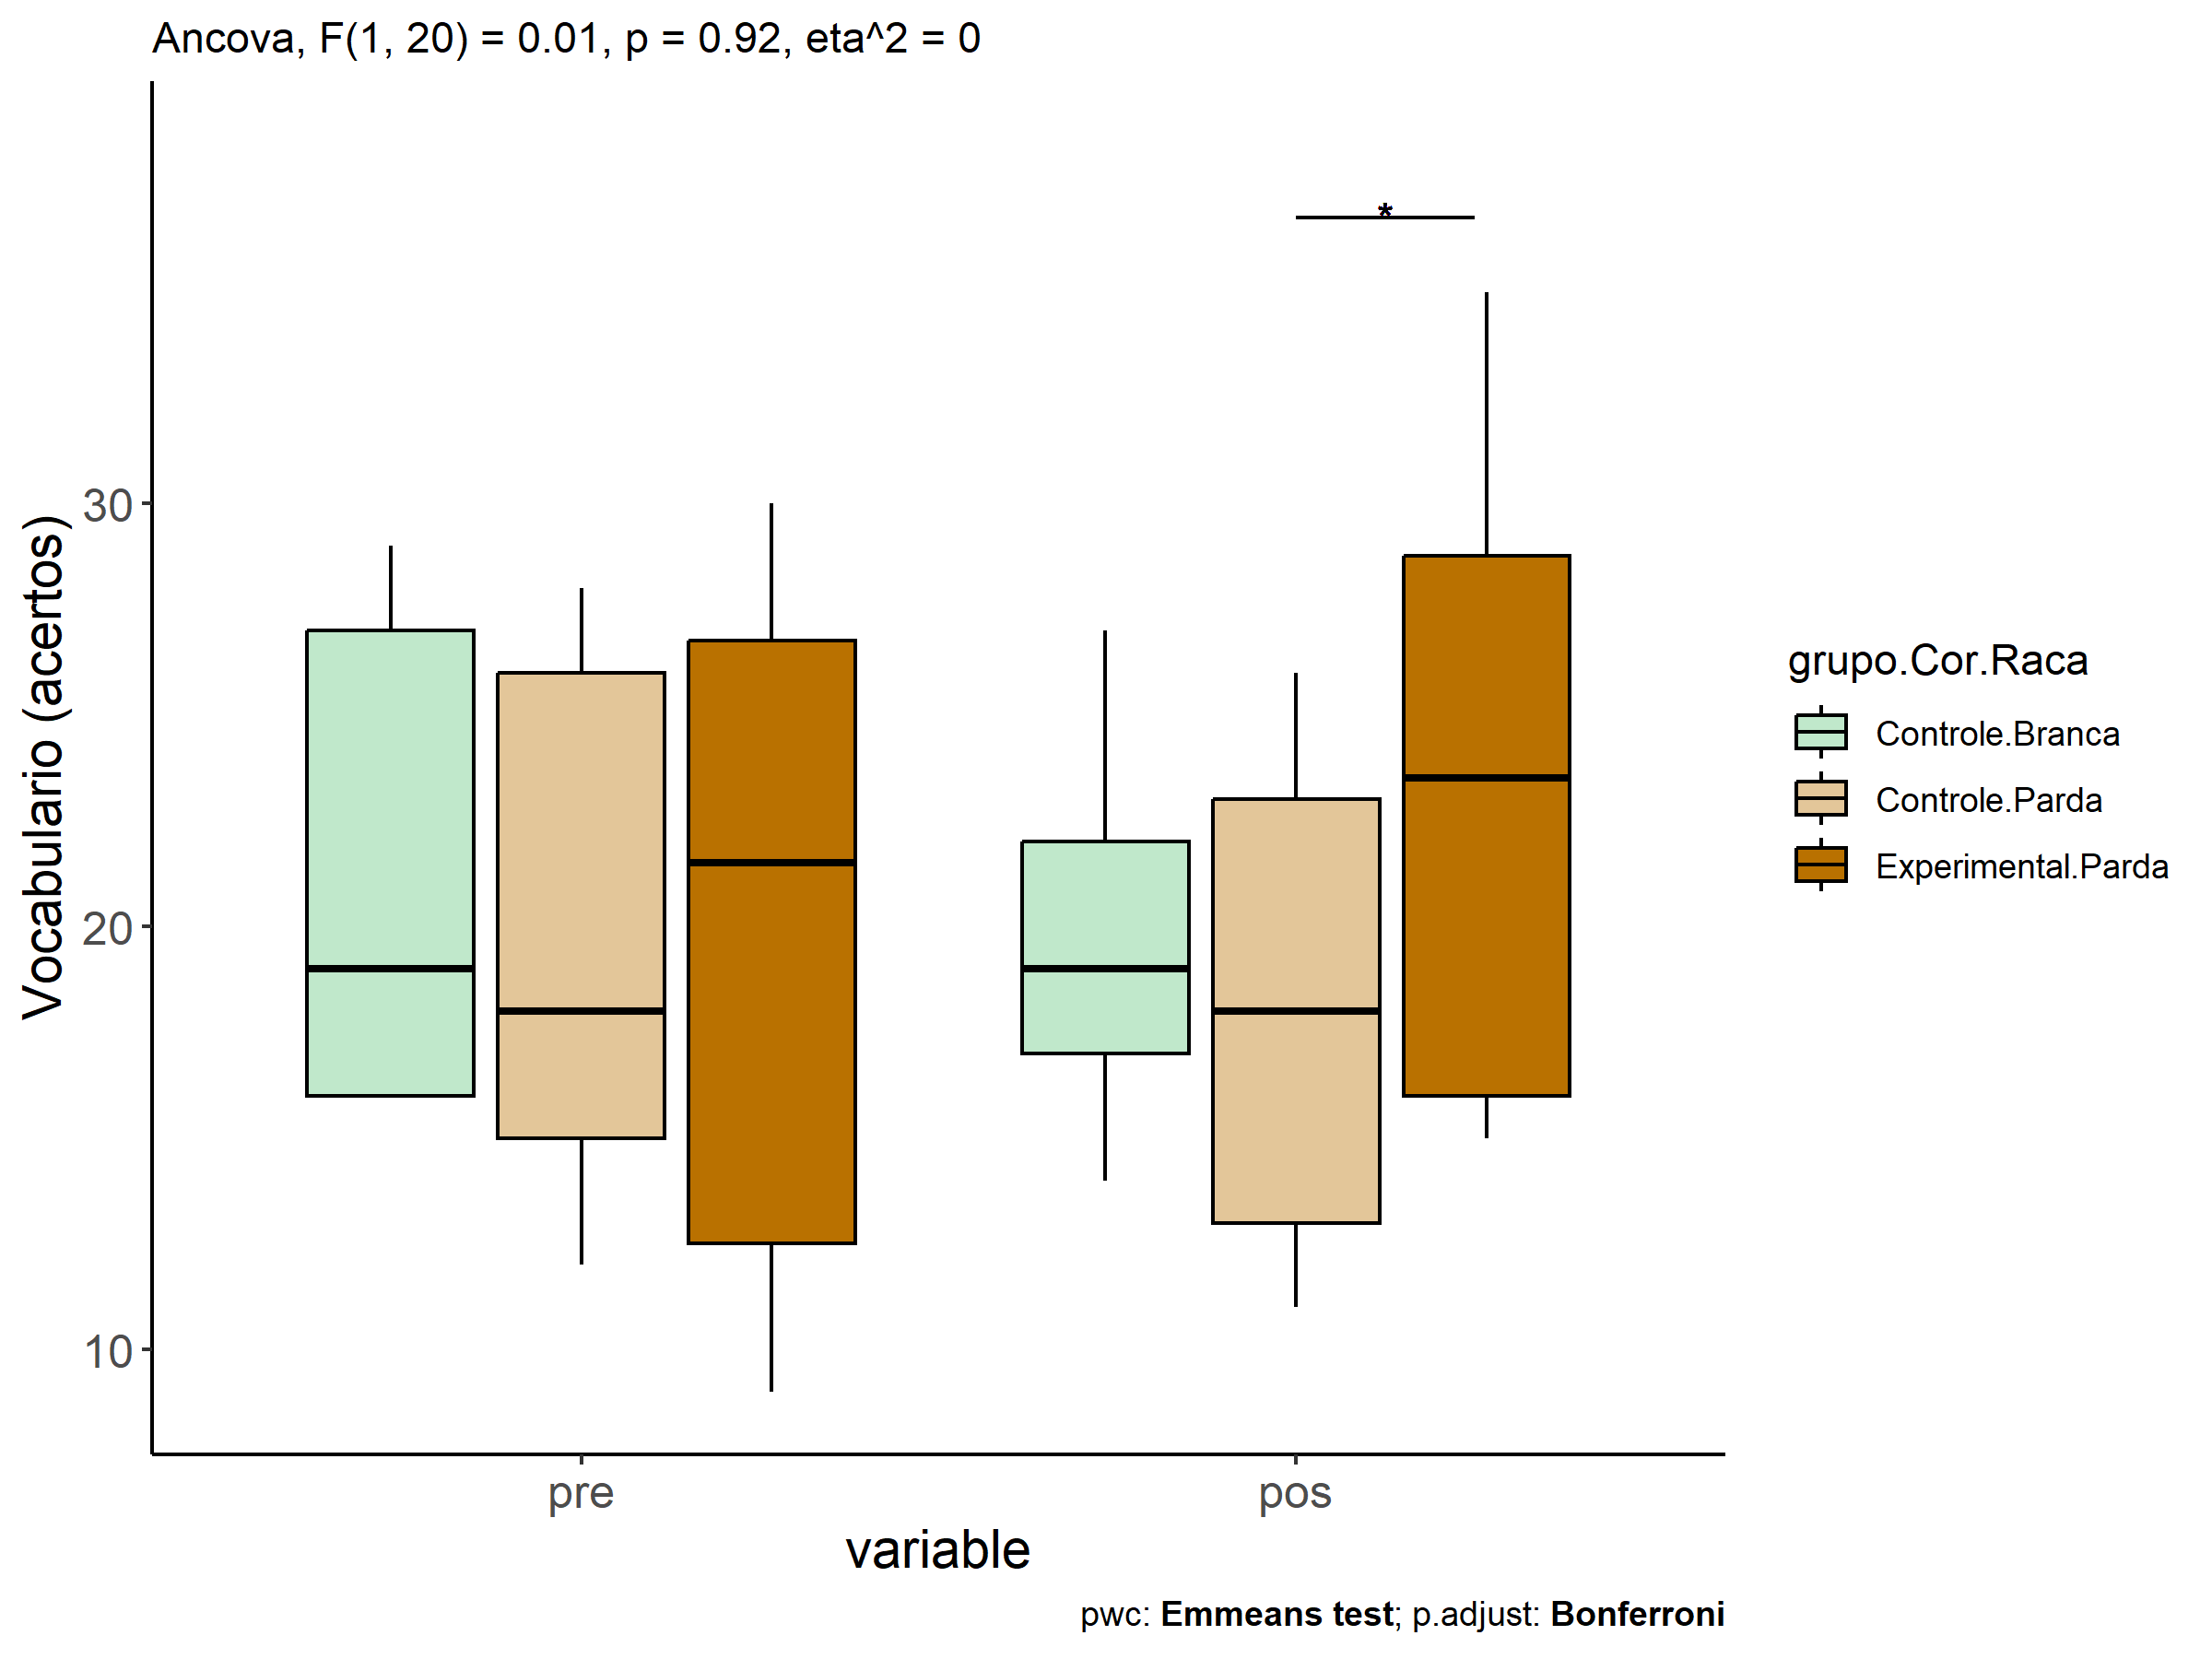 Ancova, F(1, 20) = 0.01, p = 0.92, eta^2 = 0
*
30
20
10
Vocabulario (acertos)
pre
pos
variable
grupo.Cor.Raca
Controle.Branca
Controle.Parda
Experimental.Parda
pwc: Emmeans test; p.adjust: Bonferroni